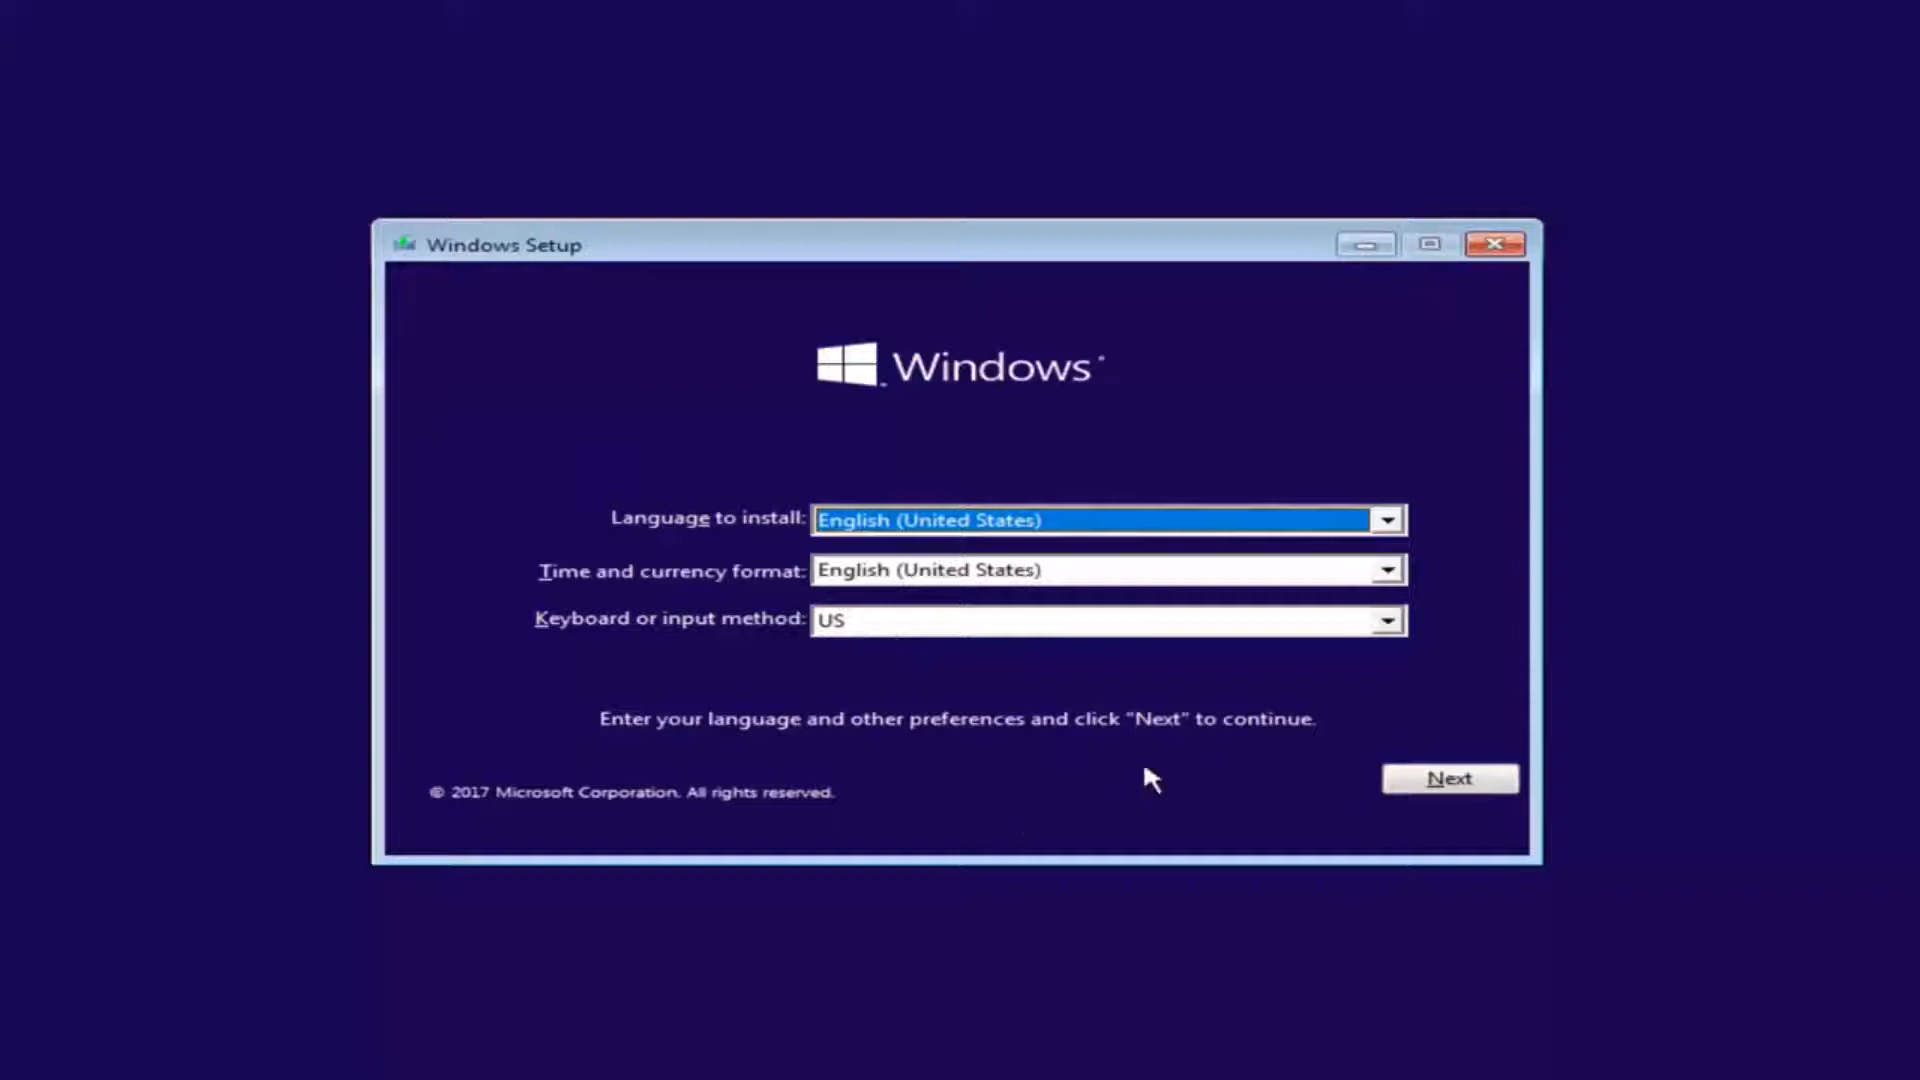 Windows Setup
Windows
Language to install: English (United States)
Time and currency format: English (United States)
Keyboard or input method: US
Enter your language and other preferences and click "Next" to continue.
© 2017 Microsoft Corporation. All rights reserved.
Next